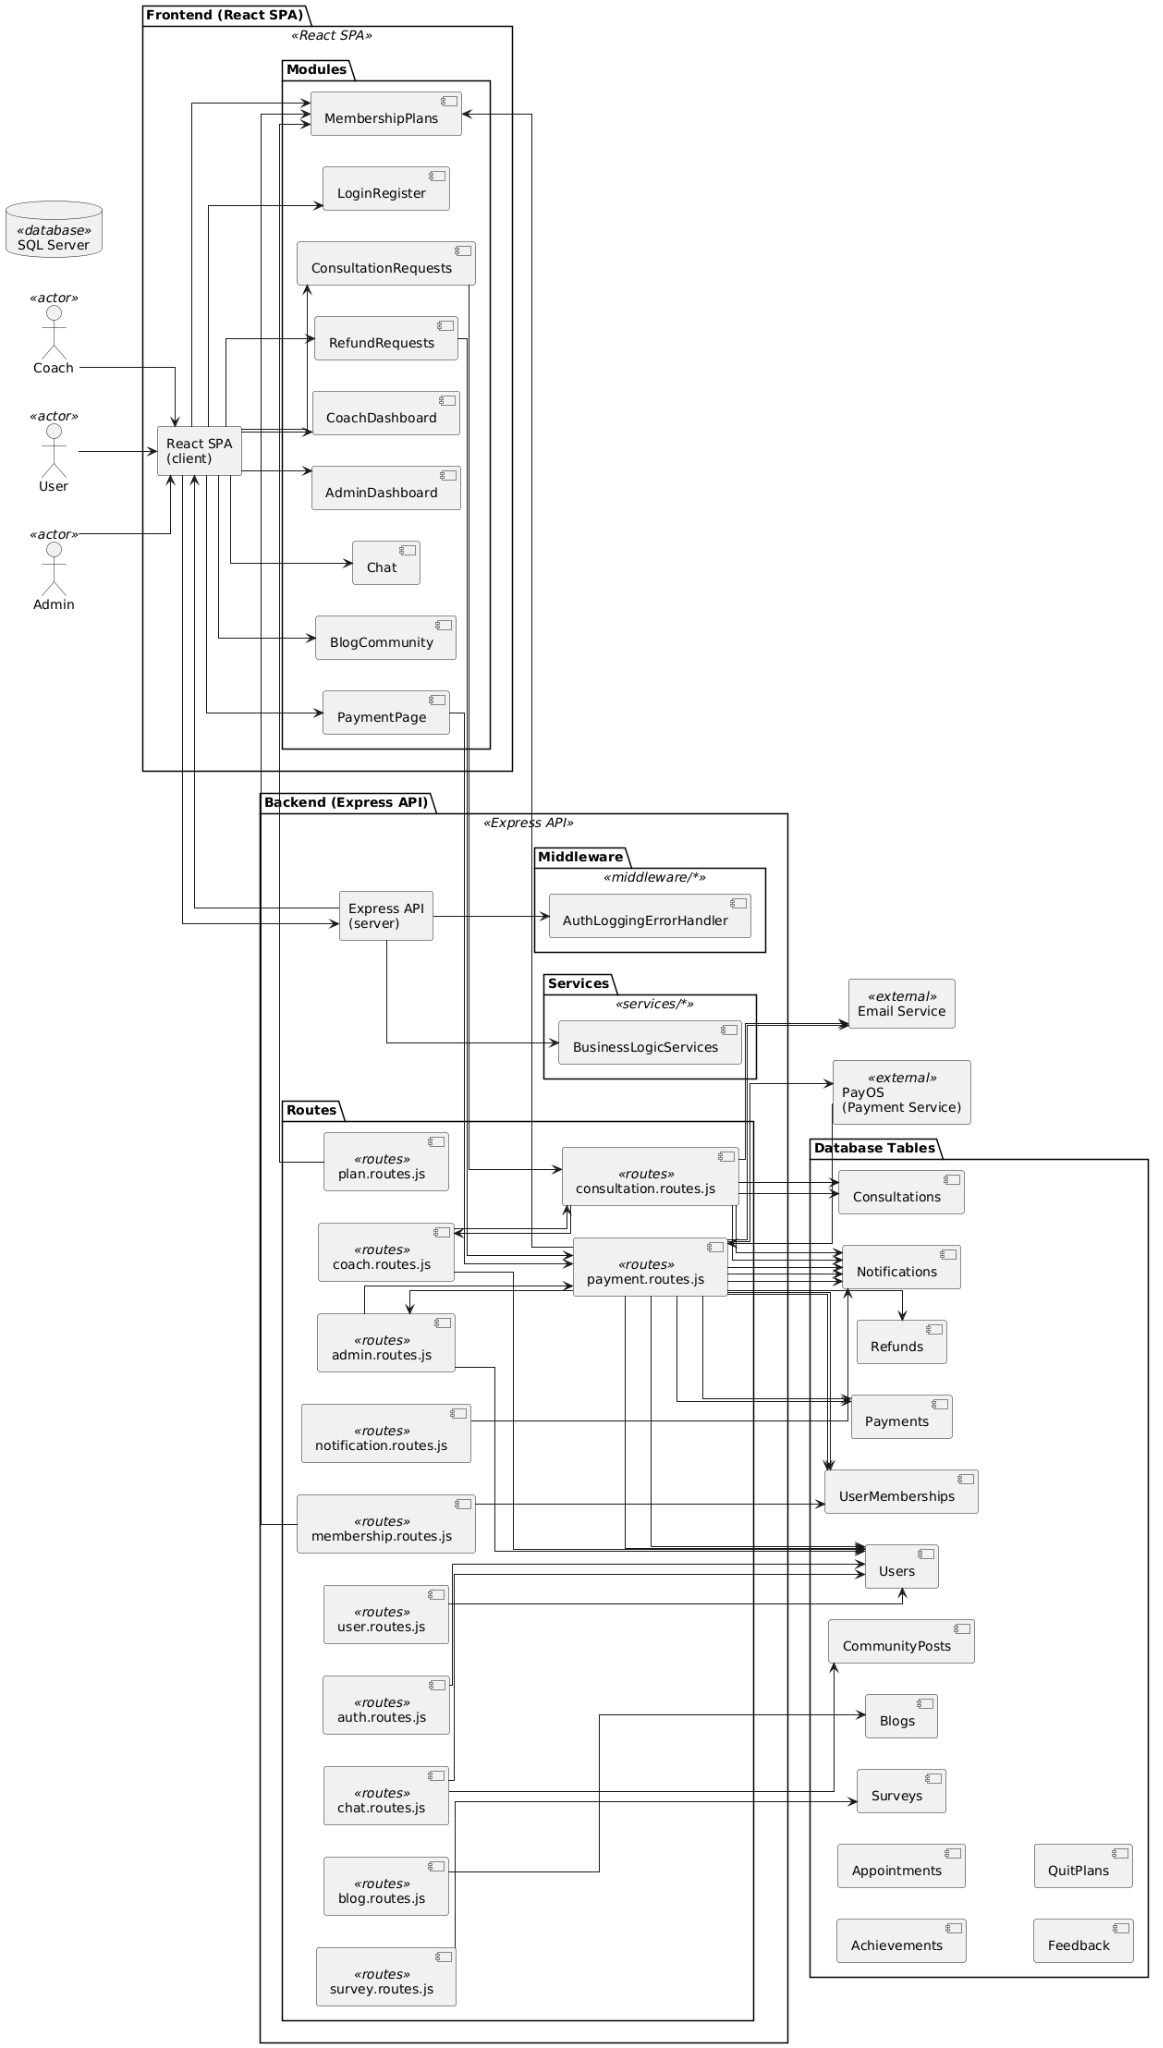 Frontend (React SPA)
«React SPA»
Modules
MembershipPlans
LoginRegister
ConsultationRequests
RefundRequests
CoachDashboard
AdminDashboard
Chat
BlogCommunity
PaymentPage
React SPA
(client)
«database»
SQL Server
«actor»
Coach
«actor»
User
«actor»
Admin
Backend (Express API)
«Express API»
Express API
(server)
Middleware
«middleware/*»
AuthLoggingErrorHandler
Services
«services/*»
BusinessLogicServices
Routes
«routes»
plan.routes.js
«routes»
coach.routes.js
«routes»
admin.routes.js
«routes»
notification.routes.js
«routes»
membership.routes.js
«routes»
user.routes.js
«routes»
auth.routes.js
«routes»
chat.routes.js
«routes»
blog.routes.js
«routes»
survey.routes.js
«routes»
consultation.routes.js
«routes»
payment.routes.js
«external»
Email Service
«external»
PayOS
(Payment Service)
Database Tables
Consultations
Notifications
Refunds
Payments
UserMemberships
Users
CommunityPosts
Blogs
Surveys
Appointments
QuitPlans
Achievements
Feedback